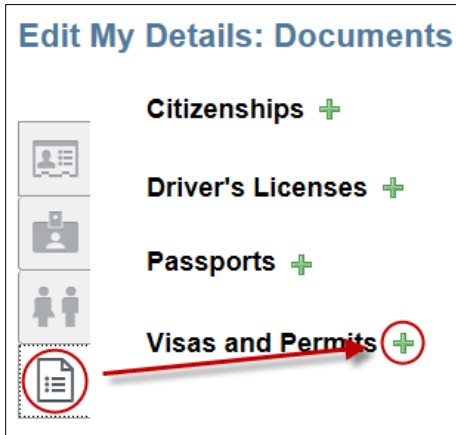 Edit My Details: Documents
Citizenships
Driver's Licenses
Passports
Visas and Permits